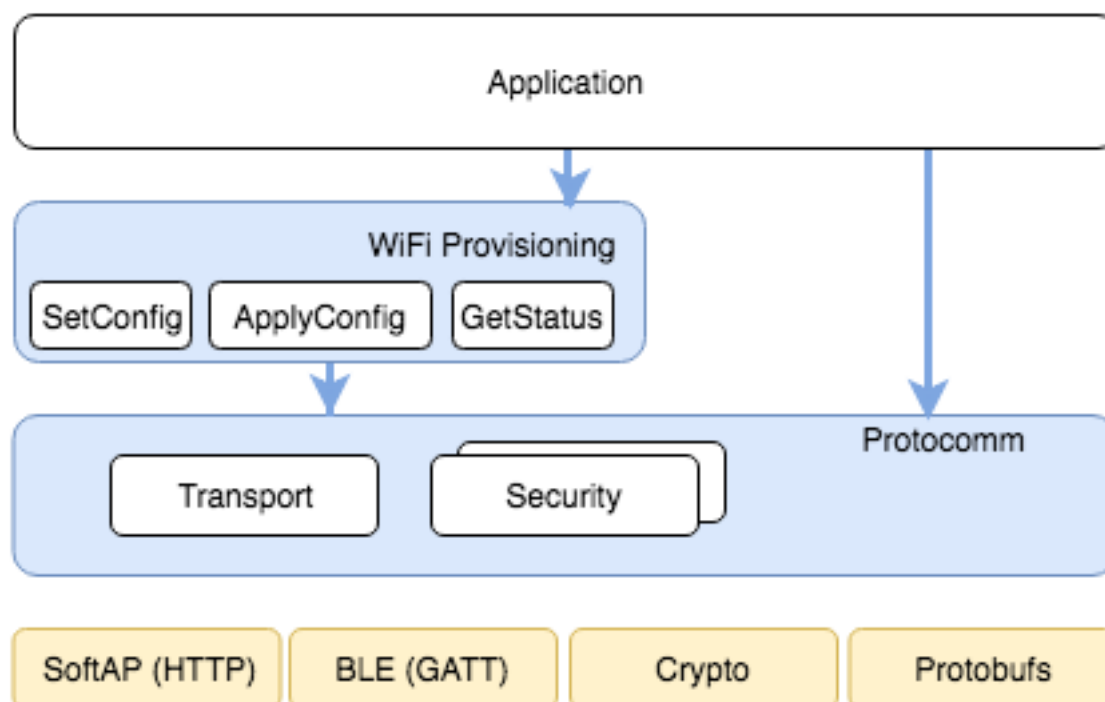 Application
WiFi Provisioning
SetConfig ApplyConfig GetStatus
Protocomm
Transport Security
SoftAP (HTTP) BLE (GATT) Crypto Protobufs